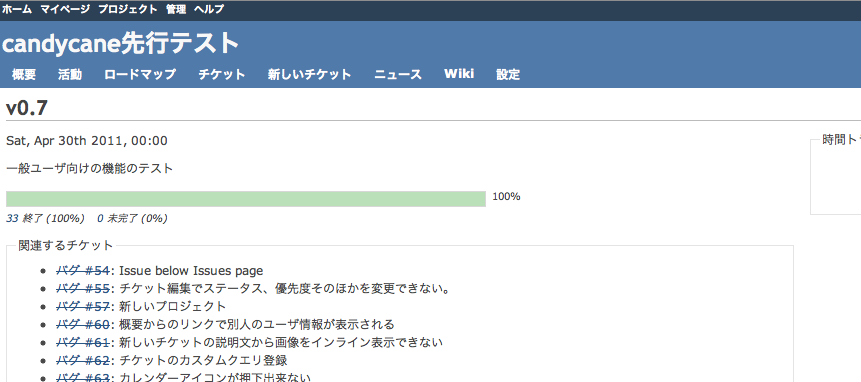 ホーム マイページ プロジェクト 管理 ヘルプ
candycane先行テスト
概要 活動 ロードマップ チケット 新しいチケット ニュース Wiki 設定
v0.7
Sat, Apr 30th 2011, 00:00
時間ト
一般ユーザ向けの機能のテスト
100%
33 終了 (100%) 0 未完了 (0%)
関連するチケット
バグ #54: Issue below Issues page
バグ #55: チケット編集でステータス、優先度そのほかを変更できない。
バグ #57: 新しいプロジェクト
バグ #60: 概要からのリンクで別人のユーザ情報が表示される
バグ #61: 新しいチケットの説明文から画像をインライン表示できない
バグ #62: チケットのカスタムクエリ登録
バグ #63: カレンダーアイコンが押下出来ない